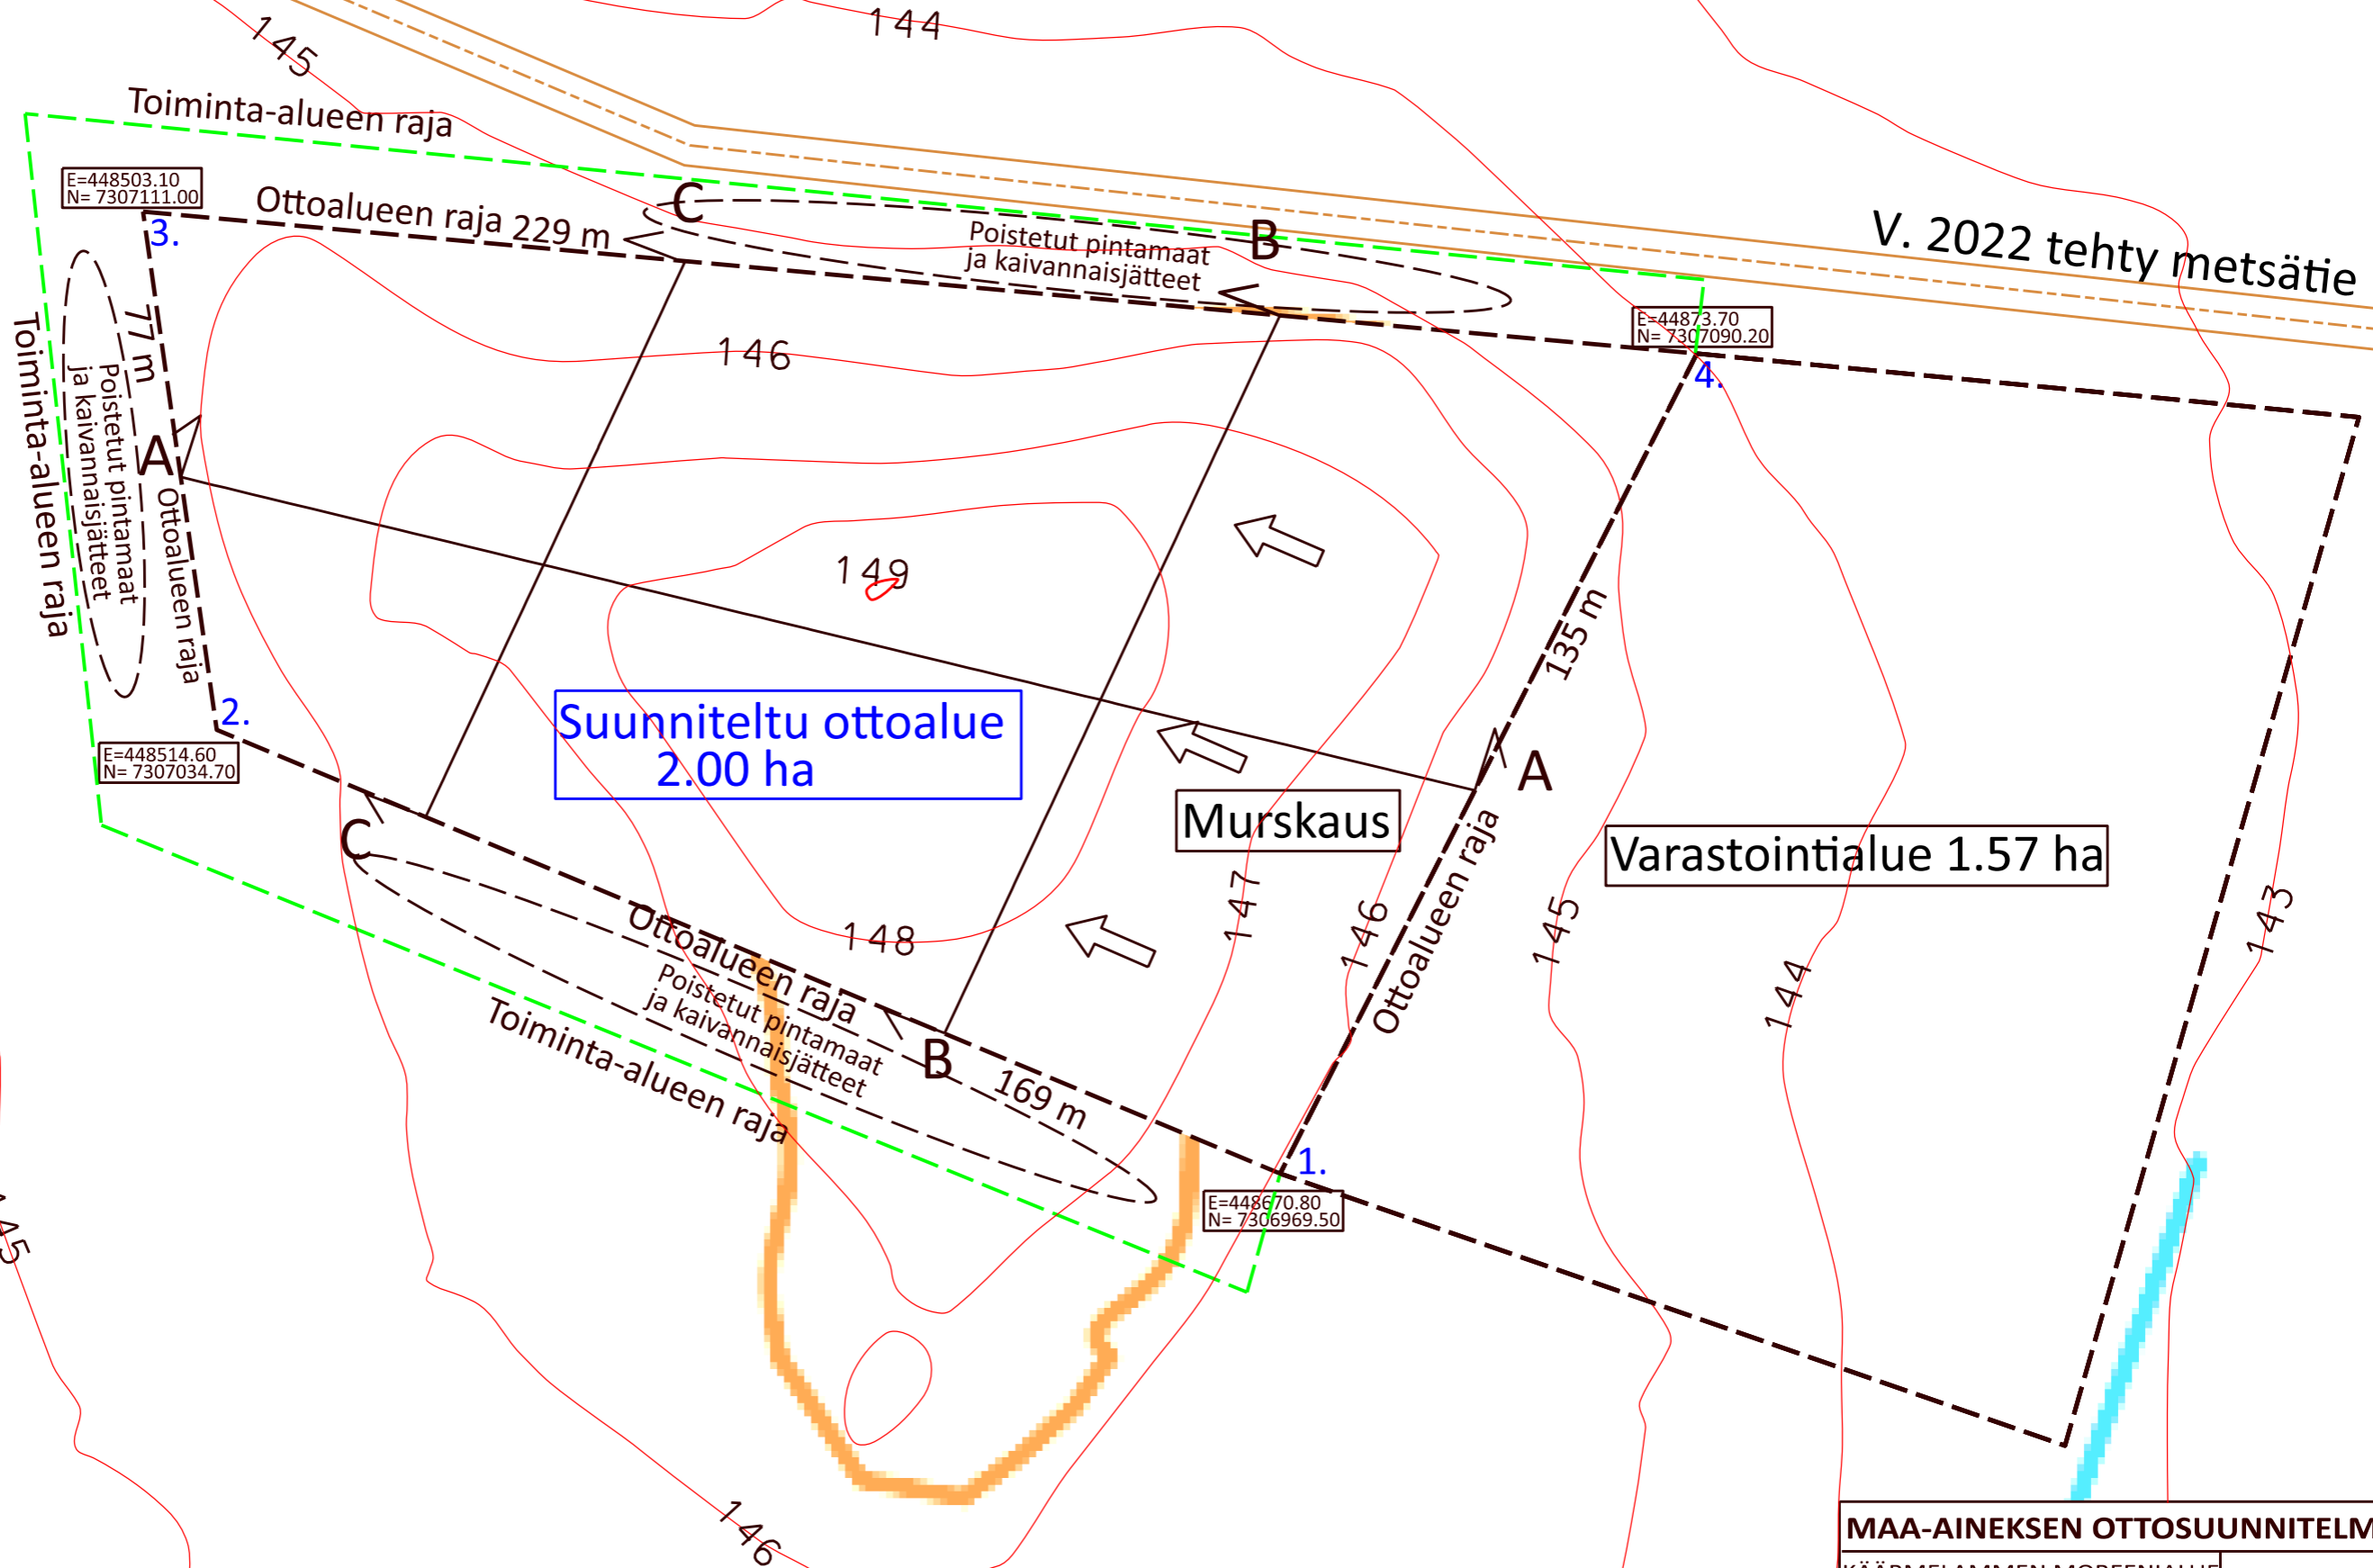 144
145
Toiminta-alueen raja
E=448503.10
N= 7307111.00
3.
Ottoalueen raja 229 m
C
B
Poistetut pintamaat
ja kaivannaisjätteet
V. 2022 tehty metsätie
E=44873.70
N= 7307090.20
4.
77 m
146
Toiminta-alueen raja
Poistetut pintamaat
ja kaivannaisjätteet
A
Ottoalueen raja
149
135 m
2.
E=448514.60
N= 7307034.70
Suunniteltu ottoalue
2.00 ha
A
Murskaus
Varastointialue 1.57 ha
C
Ottoalueen raja
148
147
146
145
144
143
Ottoalueen raja
Poistetut pintamaat
ja kaivannaisjätteet
Toiminta-alueen raja
B
169 m
1.
E=448670.80
N= 7306969.50
145
146
MAA-AINEKSEN OTTOSUUNNITELM
KÄÄRMELAMMEN MOREENIALUE